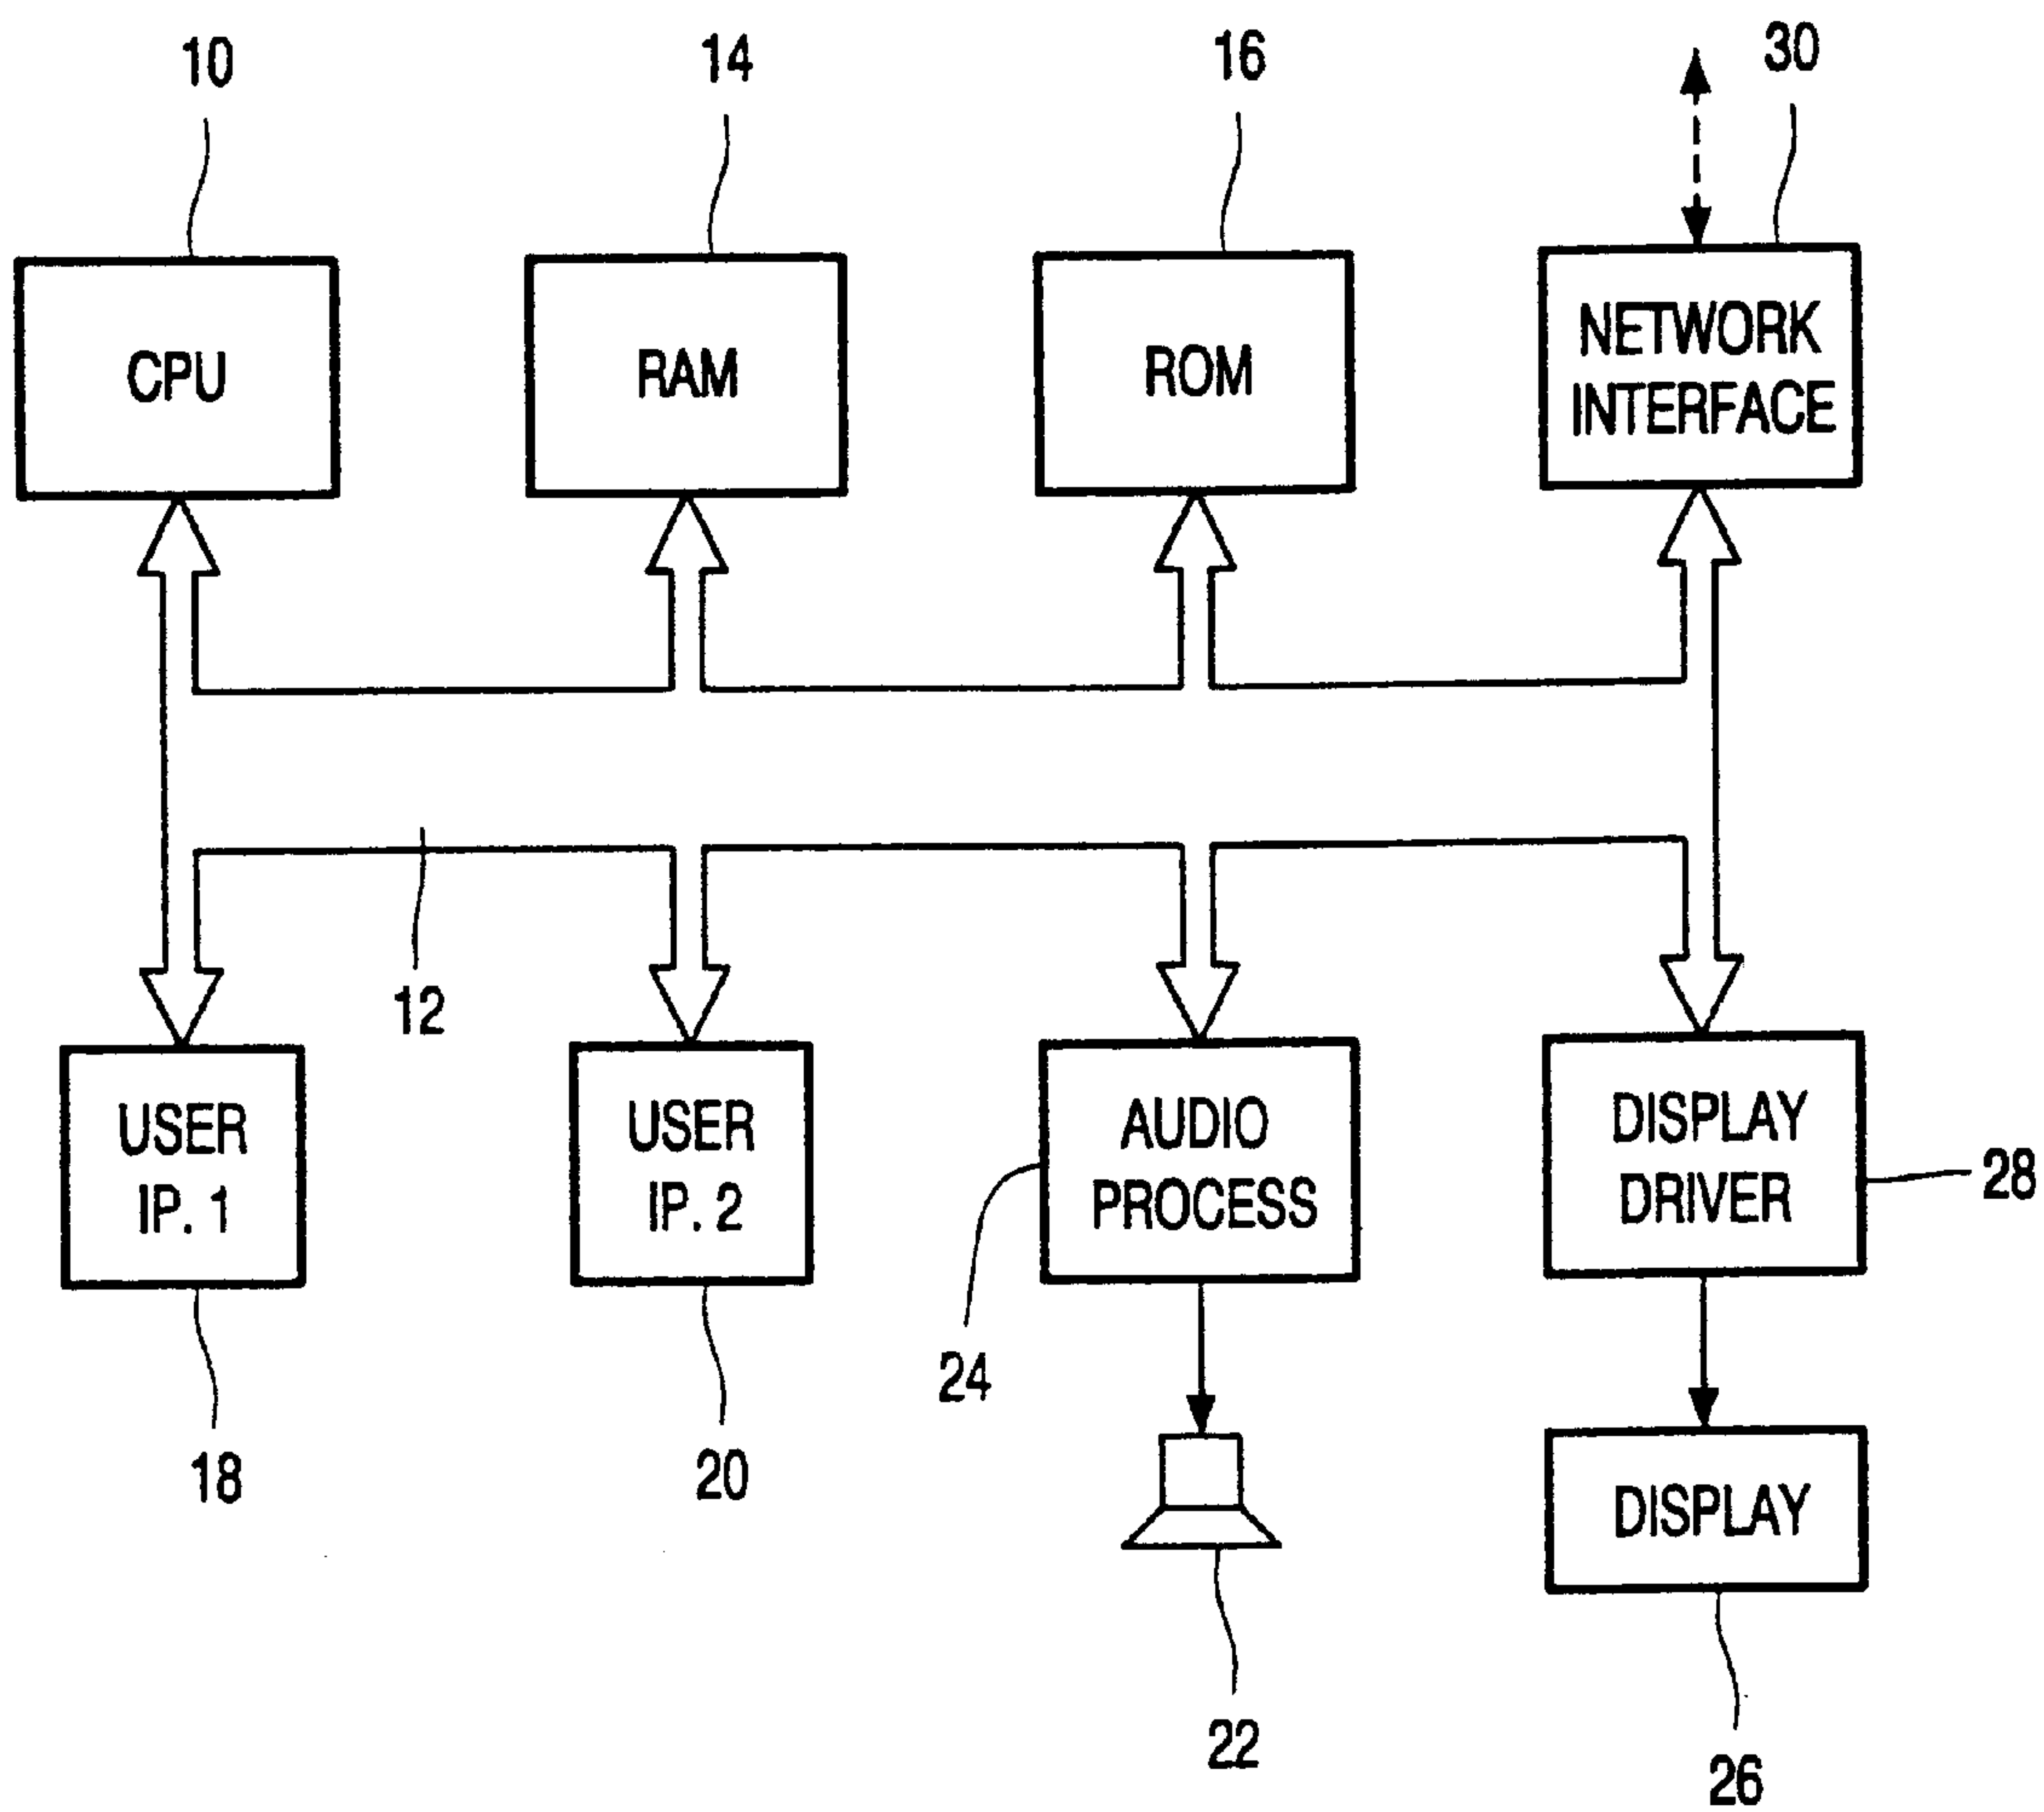 10
14
16
30
CPU
RAM
ROM
NETWORK
INTERFACE
12
USER
IP. 1
USER
IP. 2
AUDIO
PROCESS
DISPLAY
DRIVER
28
24
18
20
DISPLAY
22
26